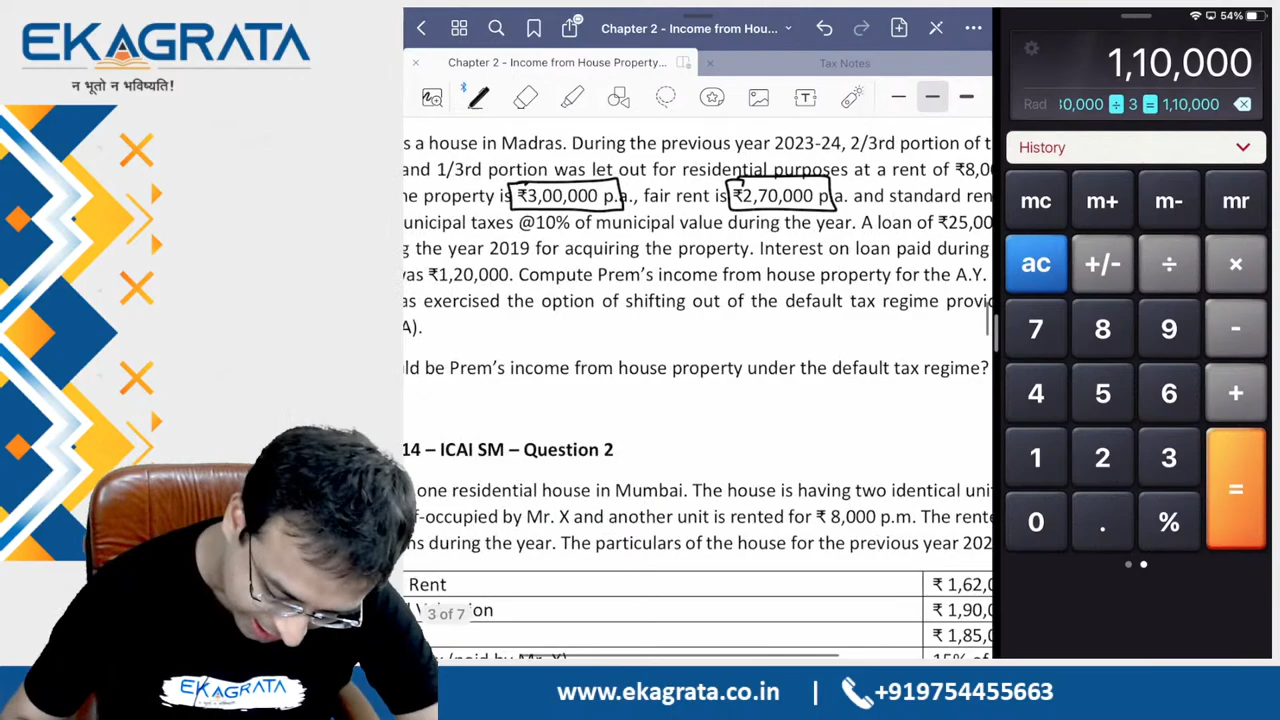 EKAGRATA
न भूतो न भविष्यति!
Chapter 2 - Income from Hou...
54%
Chapter 2 - Income from House Property...
Tax Notes
s a house in Madras. During the previous year 2023-24, 2/3rd portion of t
and 1/3rd portion was let out for residential purposes at a rent of ₹8,0
he property is ₹3,00,000 p.a., fair rent is ₹2,70,000 p.a. and standard ren
unicipal taxes @10% of municipal value during the year. A loan of ₹25,00
g the year 2019 for acquiring the property. Interest on loan paid during
as ₹1,20,000. Compute Prem's income from house property for the A.Y.
as exercised the option of shifting out of the default tax regime provid
A).
ld be Prem's income from house property under the default tax regime?
14 – ICAI SM – Question 2
one residential house in Mumbai. The house is having two identical unit
f-occupied by Mr. X and another unit is rented for ₹ 8,000 p.m. The rente
ns during the year. The particulars of the house for the previous year 202
Rent
₹ 1,62,0
on
₹ 1,90,0
3 of 7
₹ 1,85,0
1,10,000
Rad
30,000 ÷ 3 = 1,10,000
History
mc m+ m- mr
ac +/- ÷ ×
7 8 9 -
4 5 6 +
1 2 3 =
0 . %
EKAGRATA
www.ekagrata.co.in | +919754455663